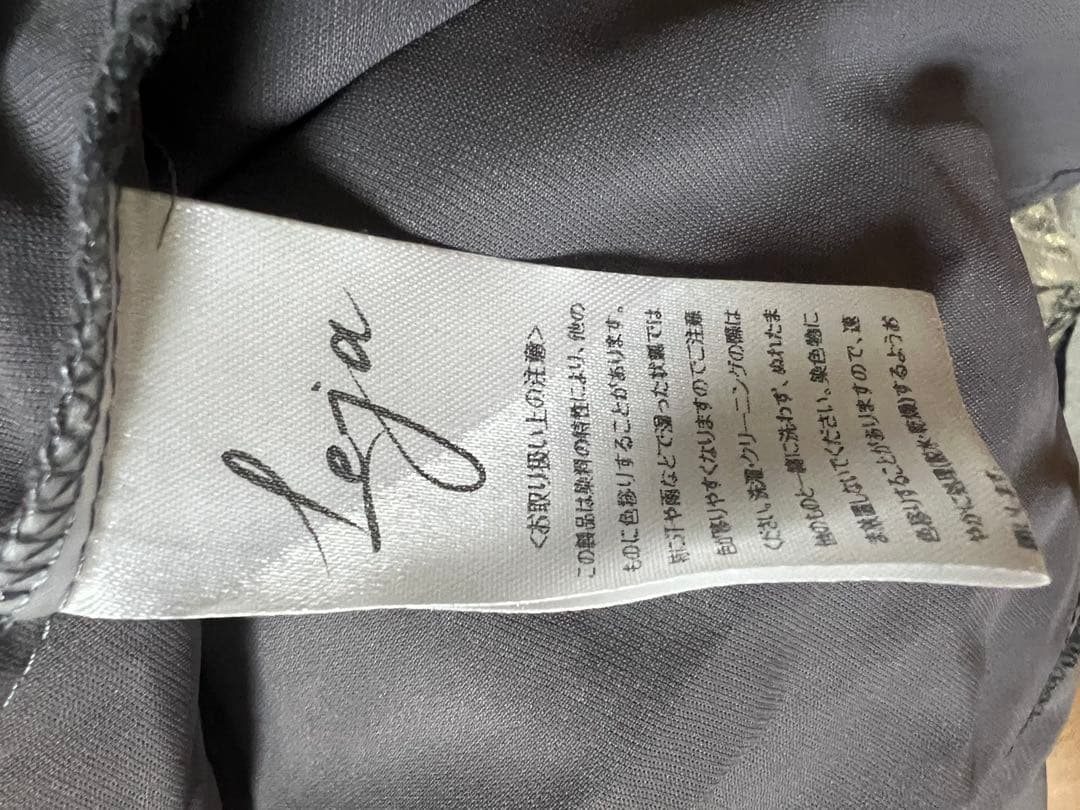 Leja
<お取り扱い上の注意>
この製品は染料の特性により、他の
ものに色移りすることがあります。
特に汗や雨などで湿った状態では
色が移りやすくなりますのでご注意
ください。洗濯・クリーニングの際は
他のものと一緒に洗わず、ぬれたま
ま放置しないでください。染色物に
色移りすることがありますので、速
やかに処理(脱水・乾燥)するようお